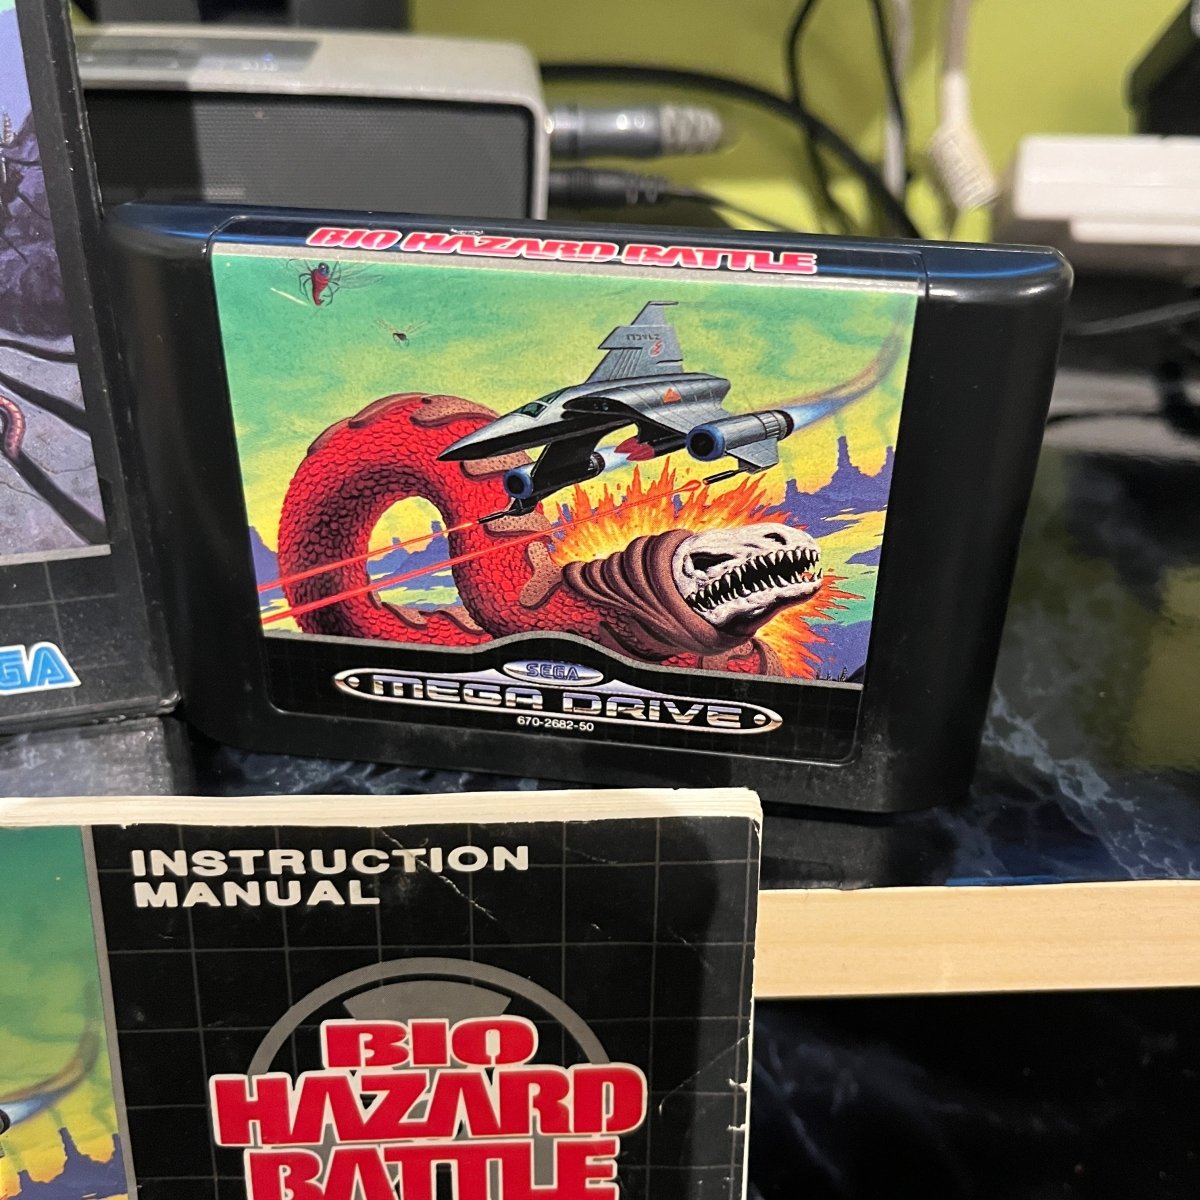 BIO HAZARD BATTLE
SEGA
MEGA DRIVE
670-2682-50
GA
INSTRUCTION
MANUAL
BIO
HAZARD
BATTLE